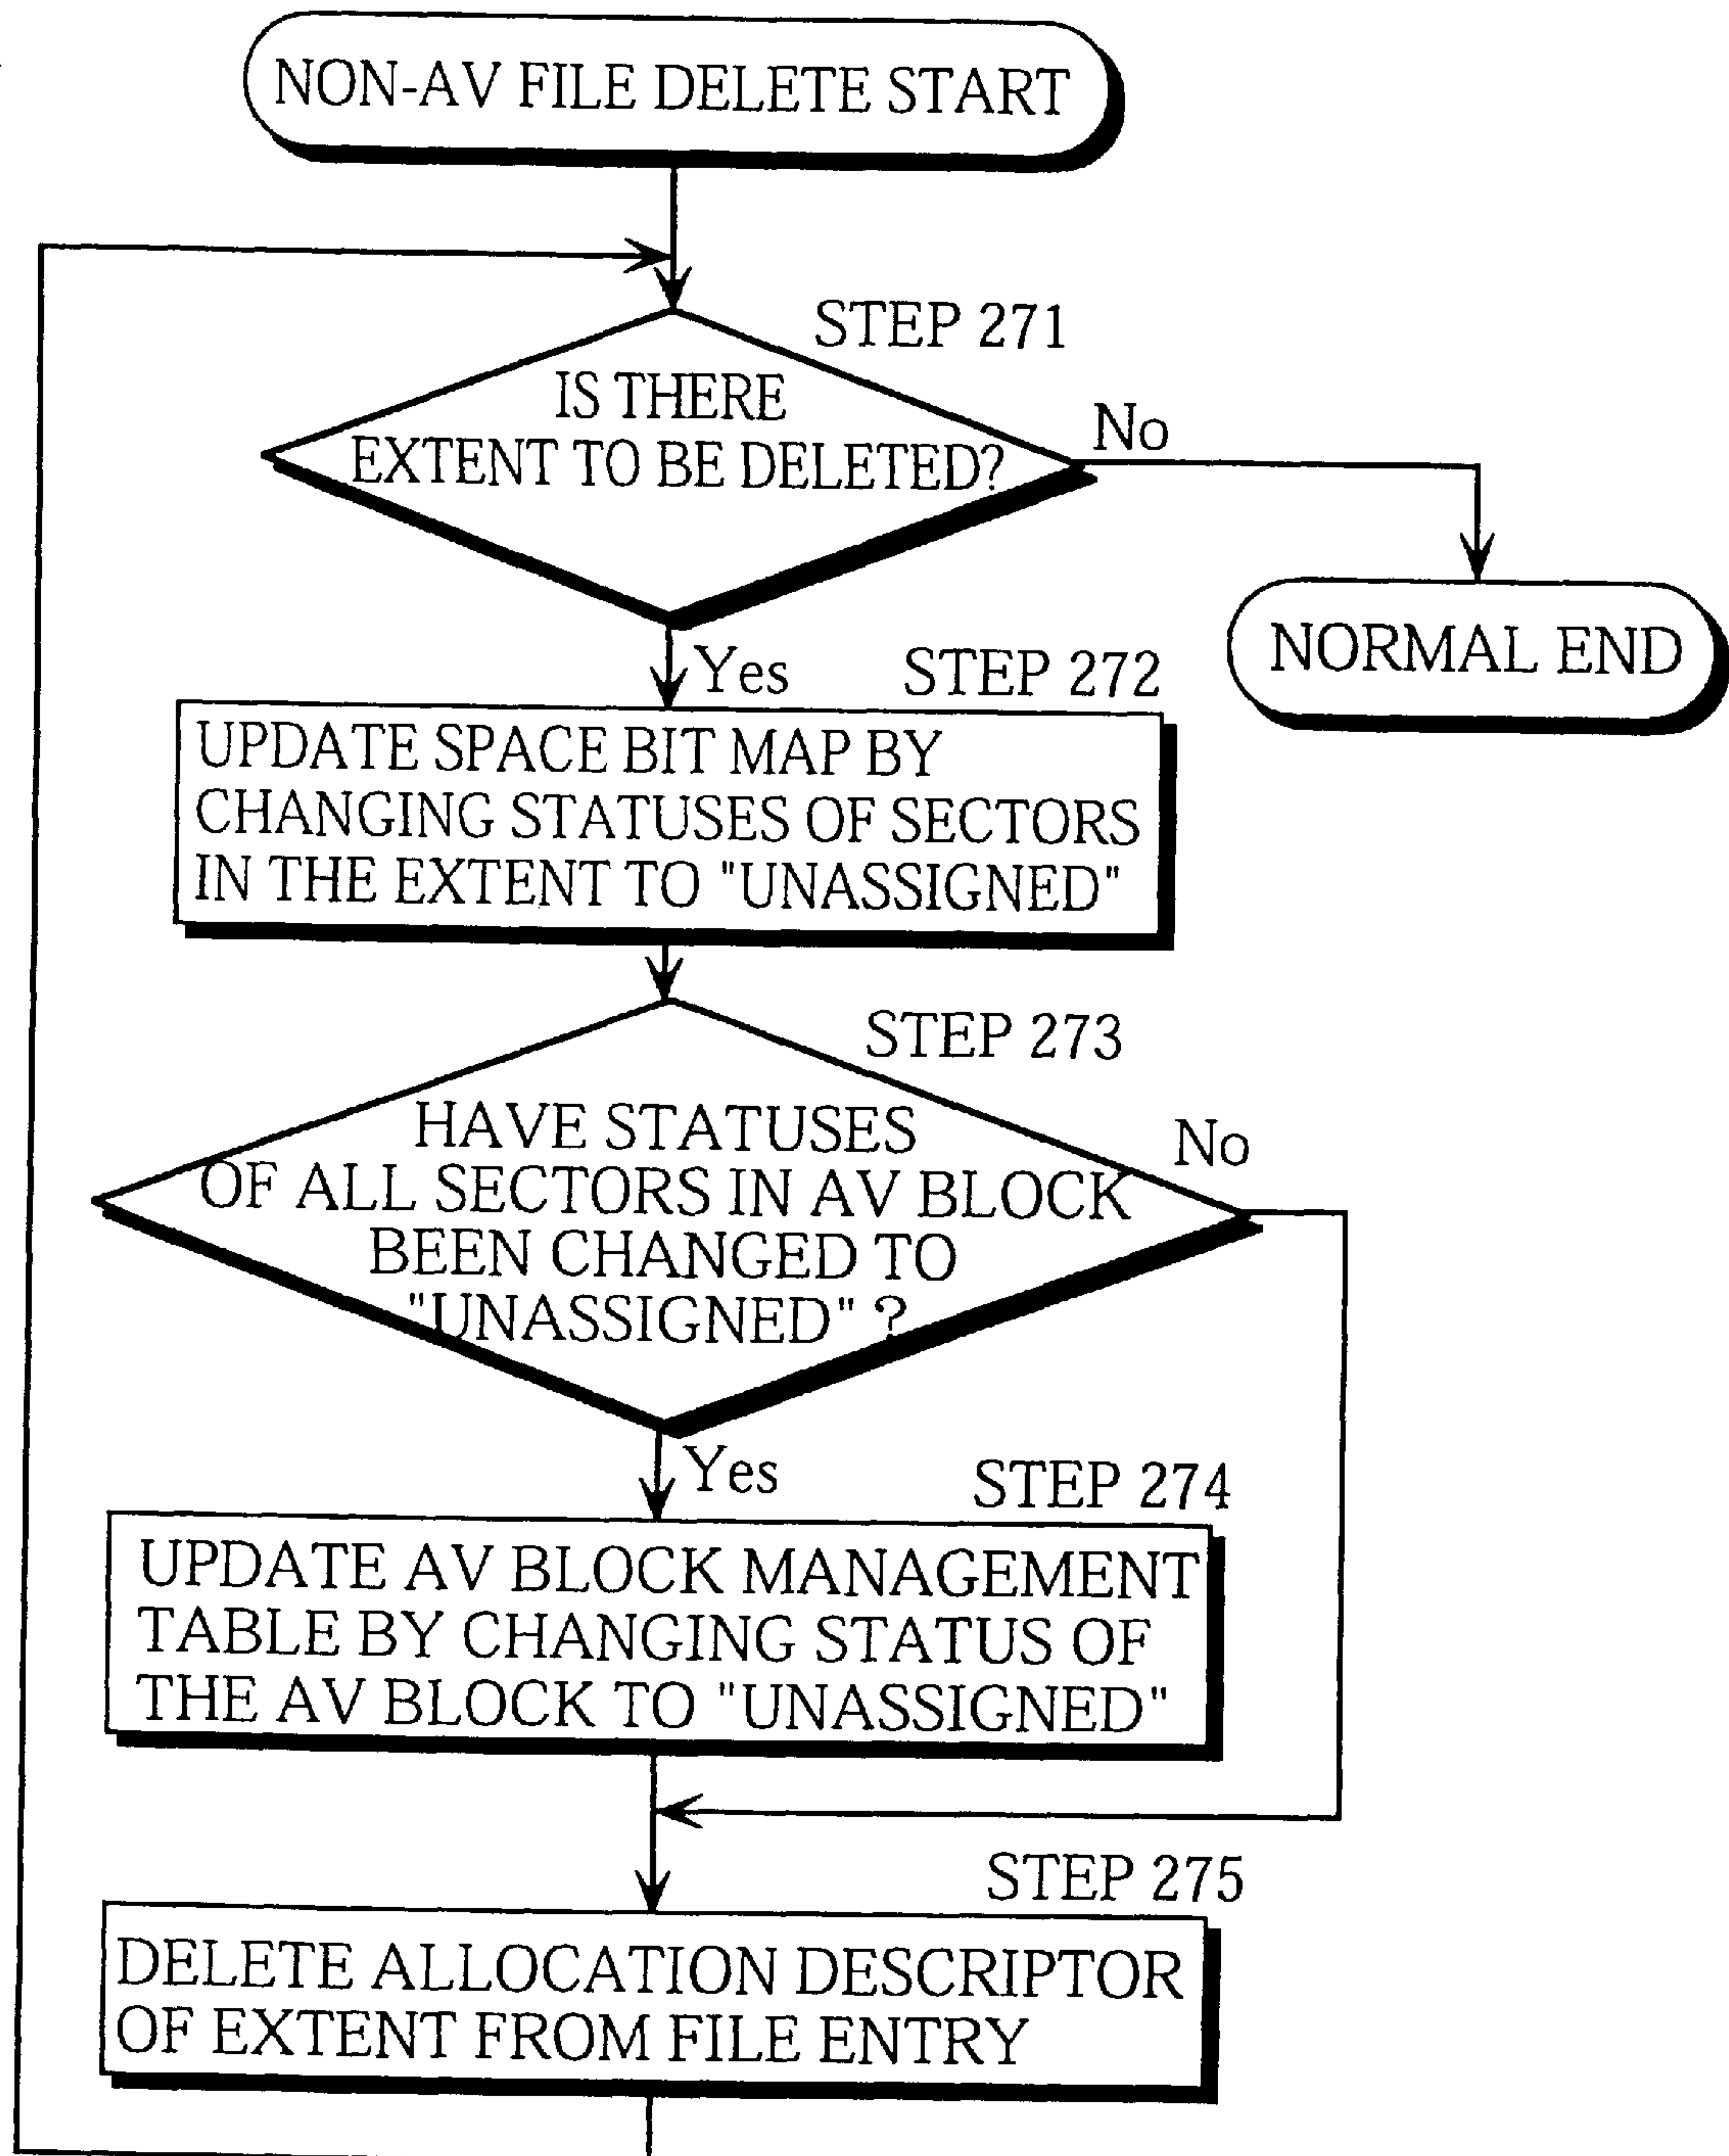 NON-AV FILE DELETE START
STEP 271
IS THERE
EXTENT TO BE DELETED?
No
NORMAL END
Yes
STEP 272
UPDATE SPACE BIT MAP BY
CHANGING STATUSES OF SECTORS
IN THE EXTENT TO "UNASSIGNED"
STEP 273
HAVE STATUSES
OF ALL SECTORS IN AV BLOCK
BEEN CHANGED TO
"UNASSIGNED" ?
No
Yes
STEP 274
UPDATE AV BLOCK MANAGEMENT
TABLE BY CHANGING STATUS OF
THE AV BLOCK TO "UNASSIGNED"
STEP 275
DELETE ALLOCATION DESCRIPTOR
OF EXTENT FROM FILE ENTRY